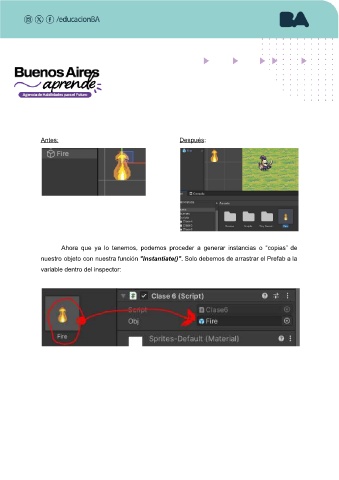 /educacionBA
BA
Buenos Aires
aprende
Agencia de Habilidades para el Futuro
Antes:
Después:
Fire
Ahora que ya lo tenemos, podemos proceder a generar instancias o "copias" de
nuestro objeto con nuestra función "Instantiate()". Solo debemos de arrastrar el Prefab a la
variable dentro del inspector:
Clase 6 (Script)
Script
Clase6
Obj
Fire
Fire
Sprites-Default (Material)